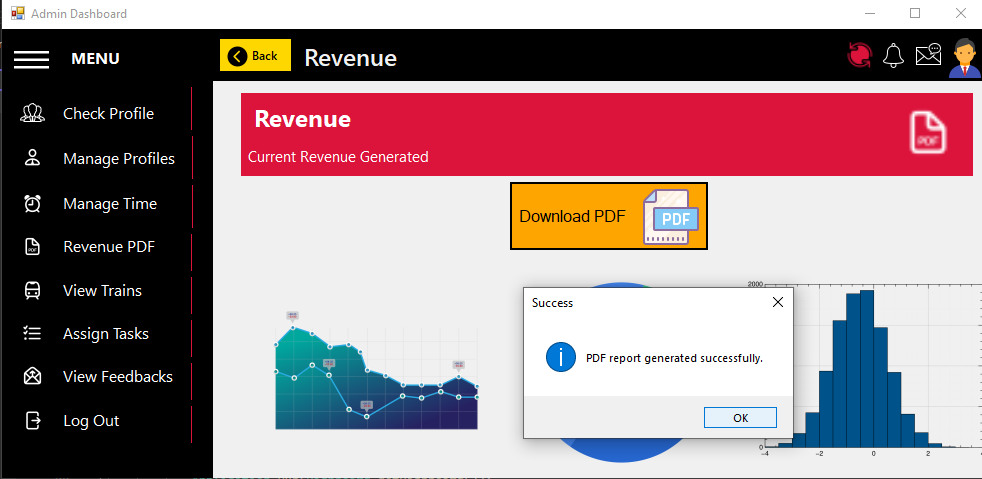 Admin Dashboard
MENU
Back
Revenue
Check Profile
Manage Profiles
Manage Time
Revenue PDF
View Trains
Assign Tasks
View Feedbacks
Log Out
Revenue
Current Revenue Generated
PDF
Download PDF
PDF
Success
PDF report generated successfully.
OK
2000
0
-4
-2
0
2